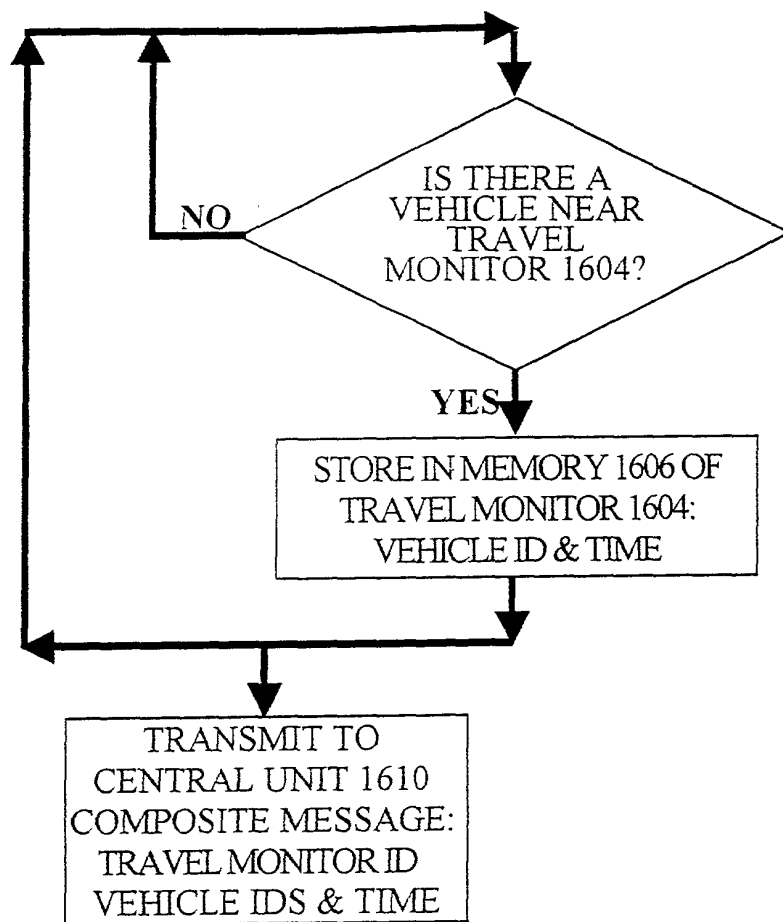 IS THERE A
VEHICLE NEAR
TRAVEL
MONITOR 1604?
NO
YES
STORE IN MEMORY 1606 OF
TRAVEL MONITOR 1604:
VEHICLE ID & TIME
TRANSMIT TO
CENTRAL UNIT 1610
COMPOSITE MESSAGE:
TRAVEL MONITOR ID
VEHICLE IDS & TIME